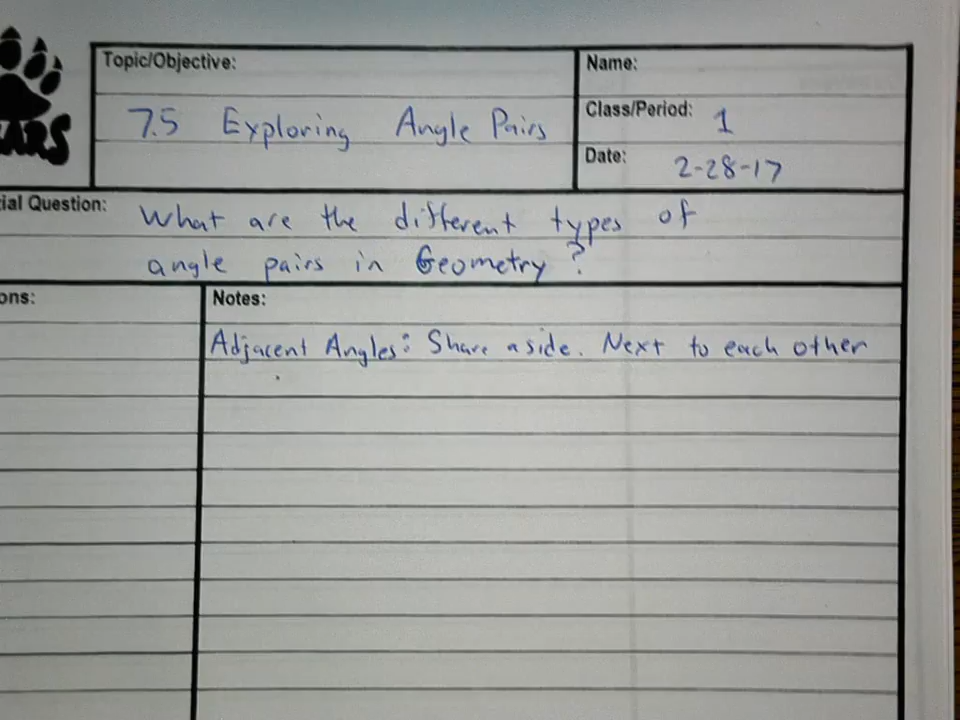 Topic/Objective:
7.5 Exploring Angle Pairs
Name:
Class/Period: 1
Date: 2-28-17
ARS
ial Question: What are the different types of
angle pairs in Geometry?
ons:
Notes:
Adjacent Angles: Share a side. Next to each other